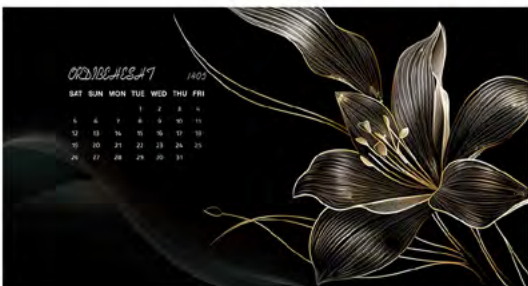 ORDIBEHESHT 1405
SAT SUN MON TUE WED THU FRI
1 2 3 4
5 6 7 8 9 10 11
12 13 14 15 16 17 18
19 20 21 22 23 24 25
26 27 28 29 30 31